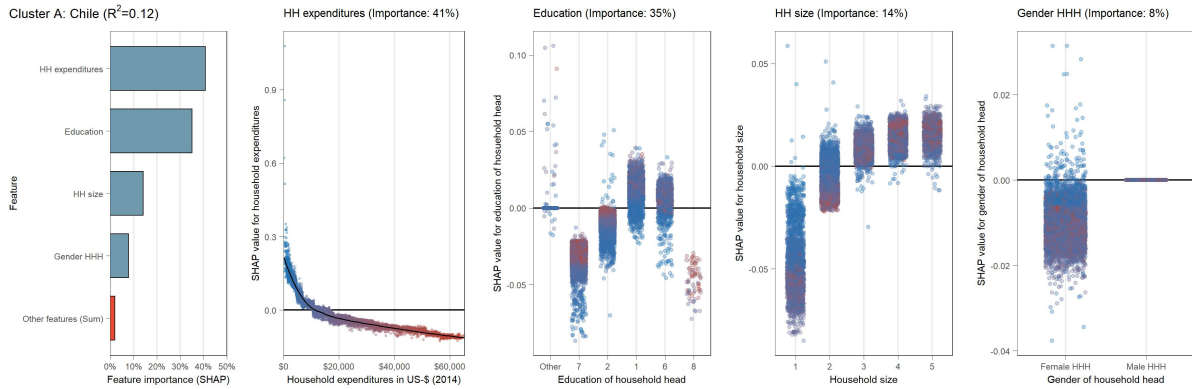 Cluster A: Chile (R²=0.12)
Feature
HH expenditures
Education
HH size
Gender HHH
Other features (Sum)
0% 10% 20% 30% 40% 50%
Feature importance (SHAP)
HH expenditures (Importance: 41%)
SHAP value for household expenditures
0.9
0.6
0.3
0.0
$0 $20,000 $40,000 $60,000
Household expenditures in US-$ (2014)
Education (Importance: 35%)
SHAP value for education of hosuehold head
0.10
0.05
0.00
-0.05
Other 7 2 1 6 8
Education of household head
HH size (Importance: 14%)
SHAP value for household size
0.05
0.00
-0.05
1 2 3 4 5
Household size
Gender HHH (Importance: 8%)
SHAP value for gender of household head
0.02
0.00
-0.02
-0.04
Female HHH Male HHH
Gender of household head